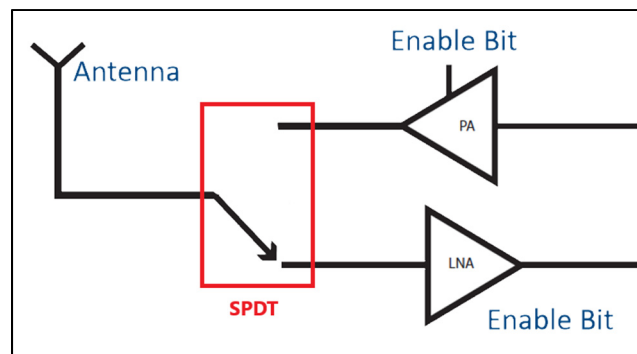 Enable Bit
Antenna
PA
LNA
SPDT
Enable Bit